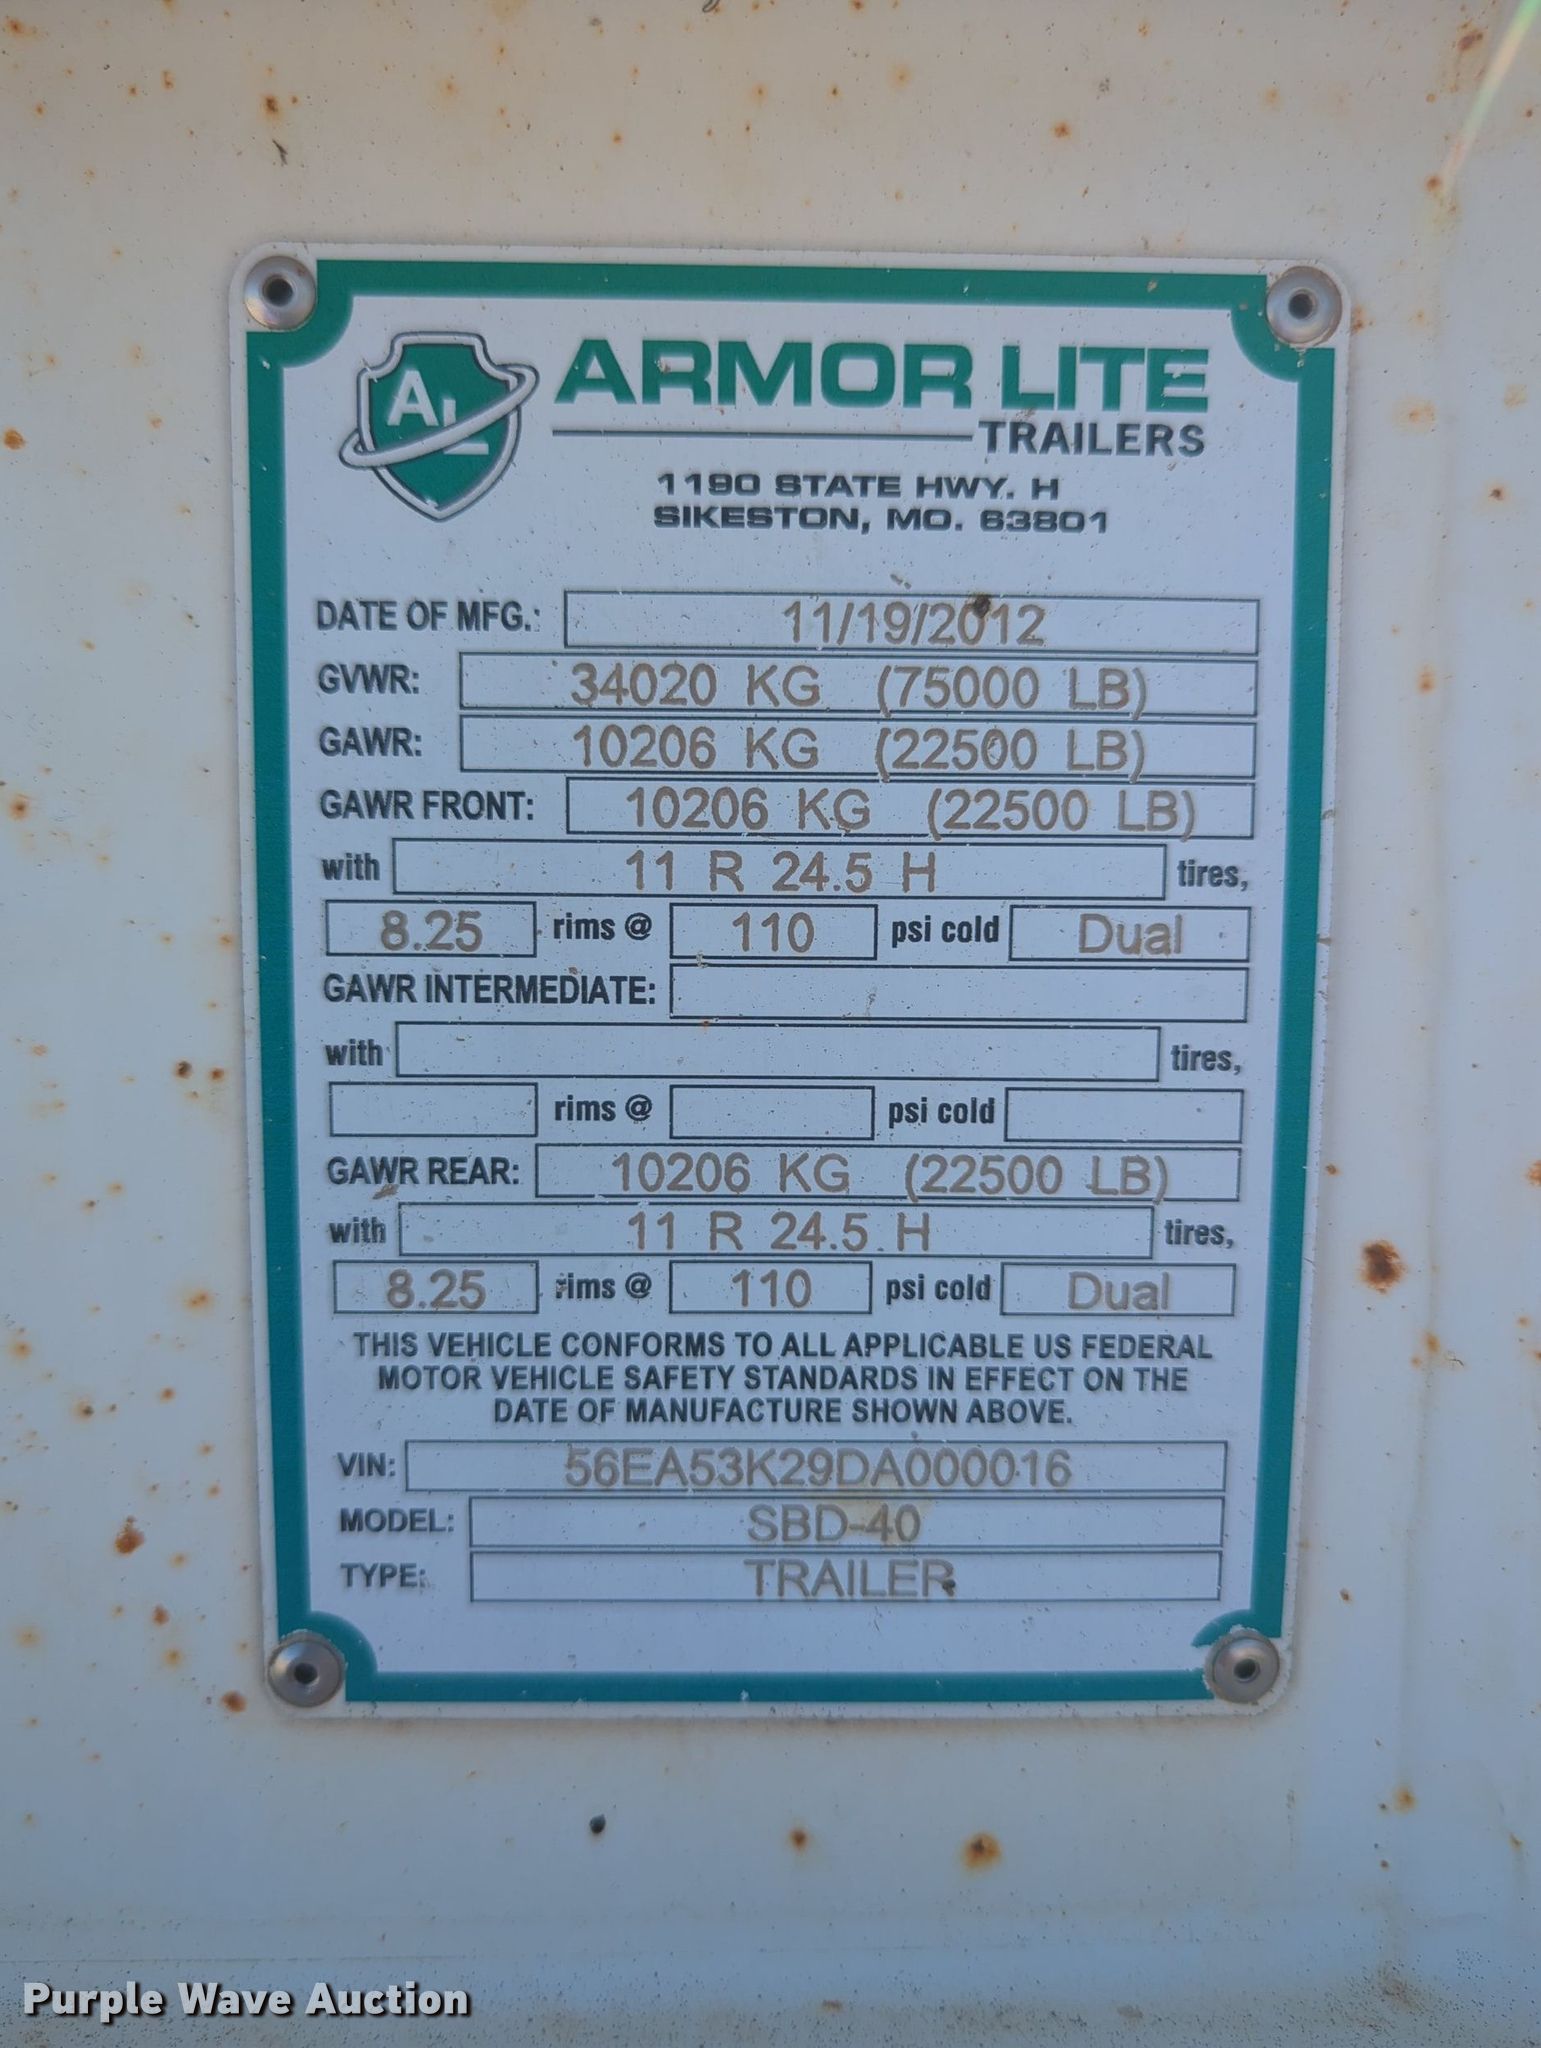 AL
ARMOR LITE
TRAILERS
1190 STATE HWY. H
SIKESTON, MO. 63801
DATE OF MFG.: 11/19/2012
GVWR: 34020 KG (75000 LB)
GAWR: 10206 KG (22500 LB)
GAWR FRONT: 10206 KG (22500 LB)
with 11 R 24.5 H tires,
8.25 rims @ 110 psi cold Dual
GAWR INTERMEDIATE:
with tires,
rims @ psi cold
GAWR REAR: 10206 KG (22500 LB)
with 11 R 24.5 H tires,
8.25 rims @ 110 psi cold Dual
THIS VEHICLE CONFORMS TO ALL APPLICABLE US FEDERAL
MOTOR VEHICLE SAFETY STANDARDS IN EFFECT ON THE
DATE OF MANUFACTURE SHOWN ABOVE.
VIN: 56EA53K29DA000016
MODEL: SBD-40
TYPE: TRAILER
Purple Wave Auction